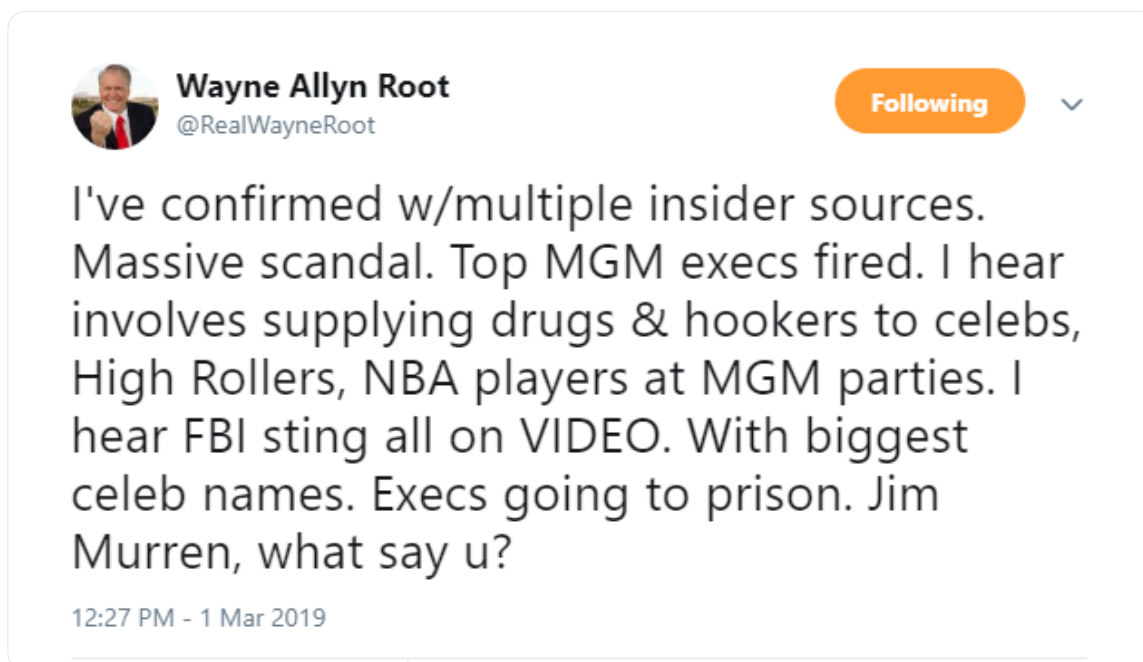 Wayne Allyn Root
@RealWayneRoot
Following
I've confirmed w/multiple insider sources.
Massive scandal. Top MGM execs fired. I hear
involves supplying drugs & hookers to celebs,
High Rollers, NBA players at MGM parties. I
hear FBI sting all on VIDEO. With biggest
celeb names. Execs going to prison. Jim
Murren, what say u?
12:27 PM - 1 Mar 2019